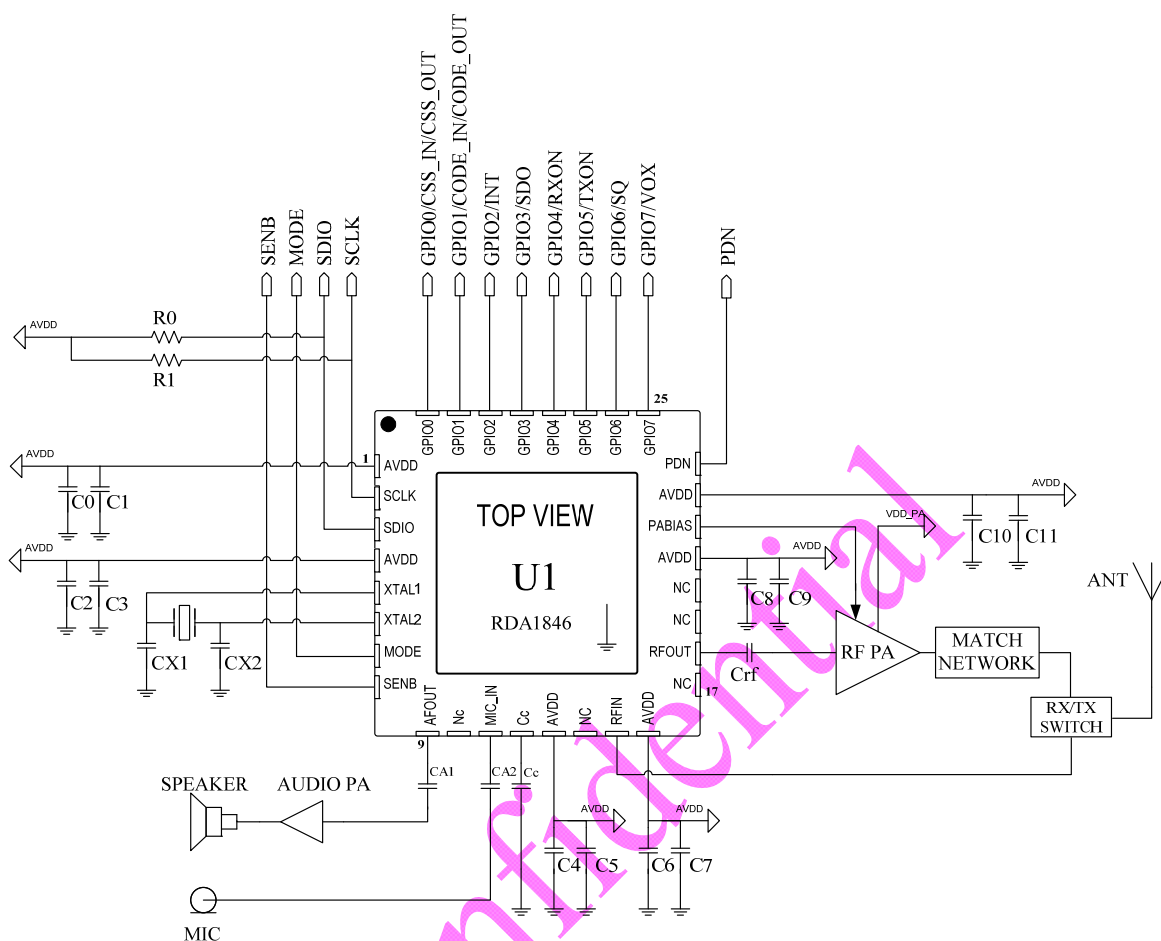 SENB
MODE
SDIO
SCLK
GPIO0/CSS_IN/CSS_OUT
GPIO1/CODE_IN/CODE_OUT
GPIO2/INT
GPIO3/SDO
GPIO4/RXON
GPIO5/TXON
GPIO6/SQ
GPIO7/VOX
PDN
AVDD
R0
R1
25
GPIO0
GPIO1
GPIO2
GPIO3
GPIO4
GPIO5
GPIO6
GPIO7
AVDD
C0
C1
AVDD
C2
C3
CX1
CX2
1
AVDD
SCLK
SDIO
AVDD
XTAL1
XTAL2
MODE
SENB
TOP VIEW
U1
RDA1846
PDN
AVDD
PABIAS
AVDD
NC
NC
RFOUT
NC
17
AVDD
C10
C11
VDD_PA
AVDD
C8
C9
Crf
RF PA
MATCH
NETWORK
ANT
RX/TX
SWITCH
AFOUT
Nc
MIC_IN
Cc
AVDD
NC
RFIN
AVDD
9
CA1
CA2
Cc
SPEAKER
AUDIO PA
AVDD
C4
C5
AVDD
C6
C7
MIC
nfidential